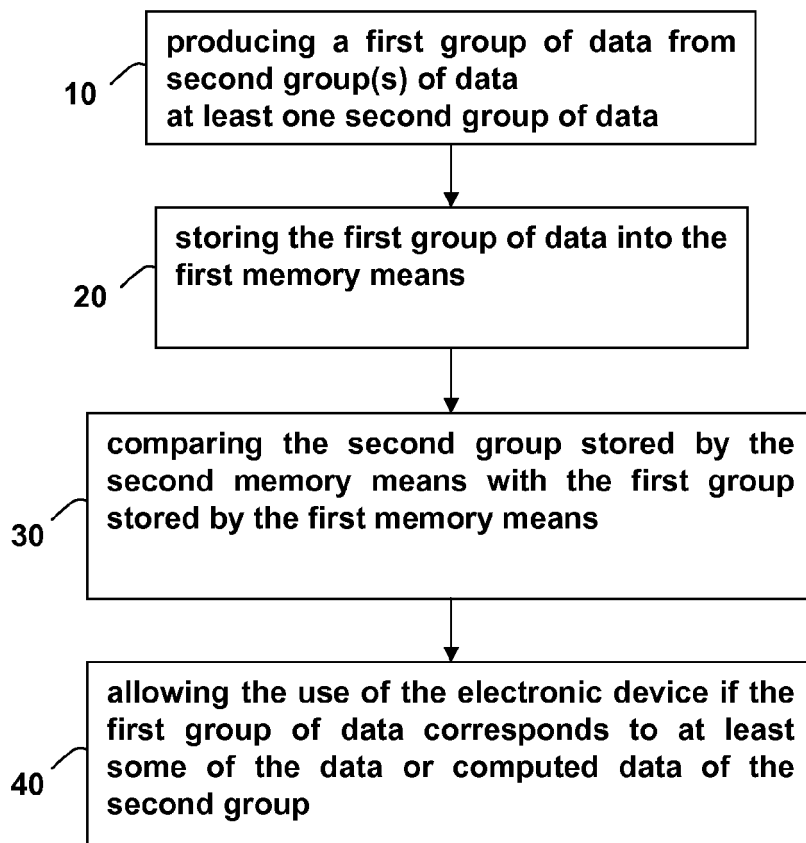 producing a first group of data from
second group(s) of data
10
at least one second group of data
storing the first group of data into the
first memory means
20
comparing the second group stored by the
second memory means with the first group
stored by the first memory means
30
allowing the use of the electronic device if the
first group of data corresponds to at least
some of the data or computed data of the
40
second group